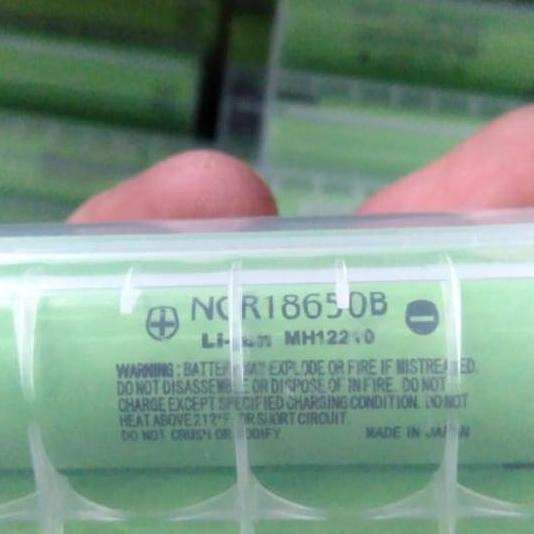 NCR18650B
Li-ion MH12210
WARNING : BATTERY MAY EXPLODE OR FIRE IF MISTREATED.
DO NOT DISASSEMBLE OR DISPOSE OF IN FIRE. DO NOT
CHARGE EXCEPT SPECIFIED CHARGING CONDITION. DO NOT
HEAT ABOVE 212°F OR SHORT CIRCUIT.
DO NOT CRUSH OR MODIFY MADE IN JAPAN